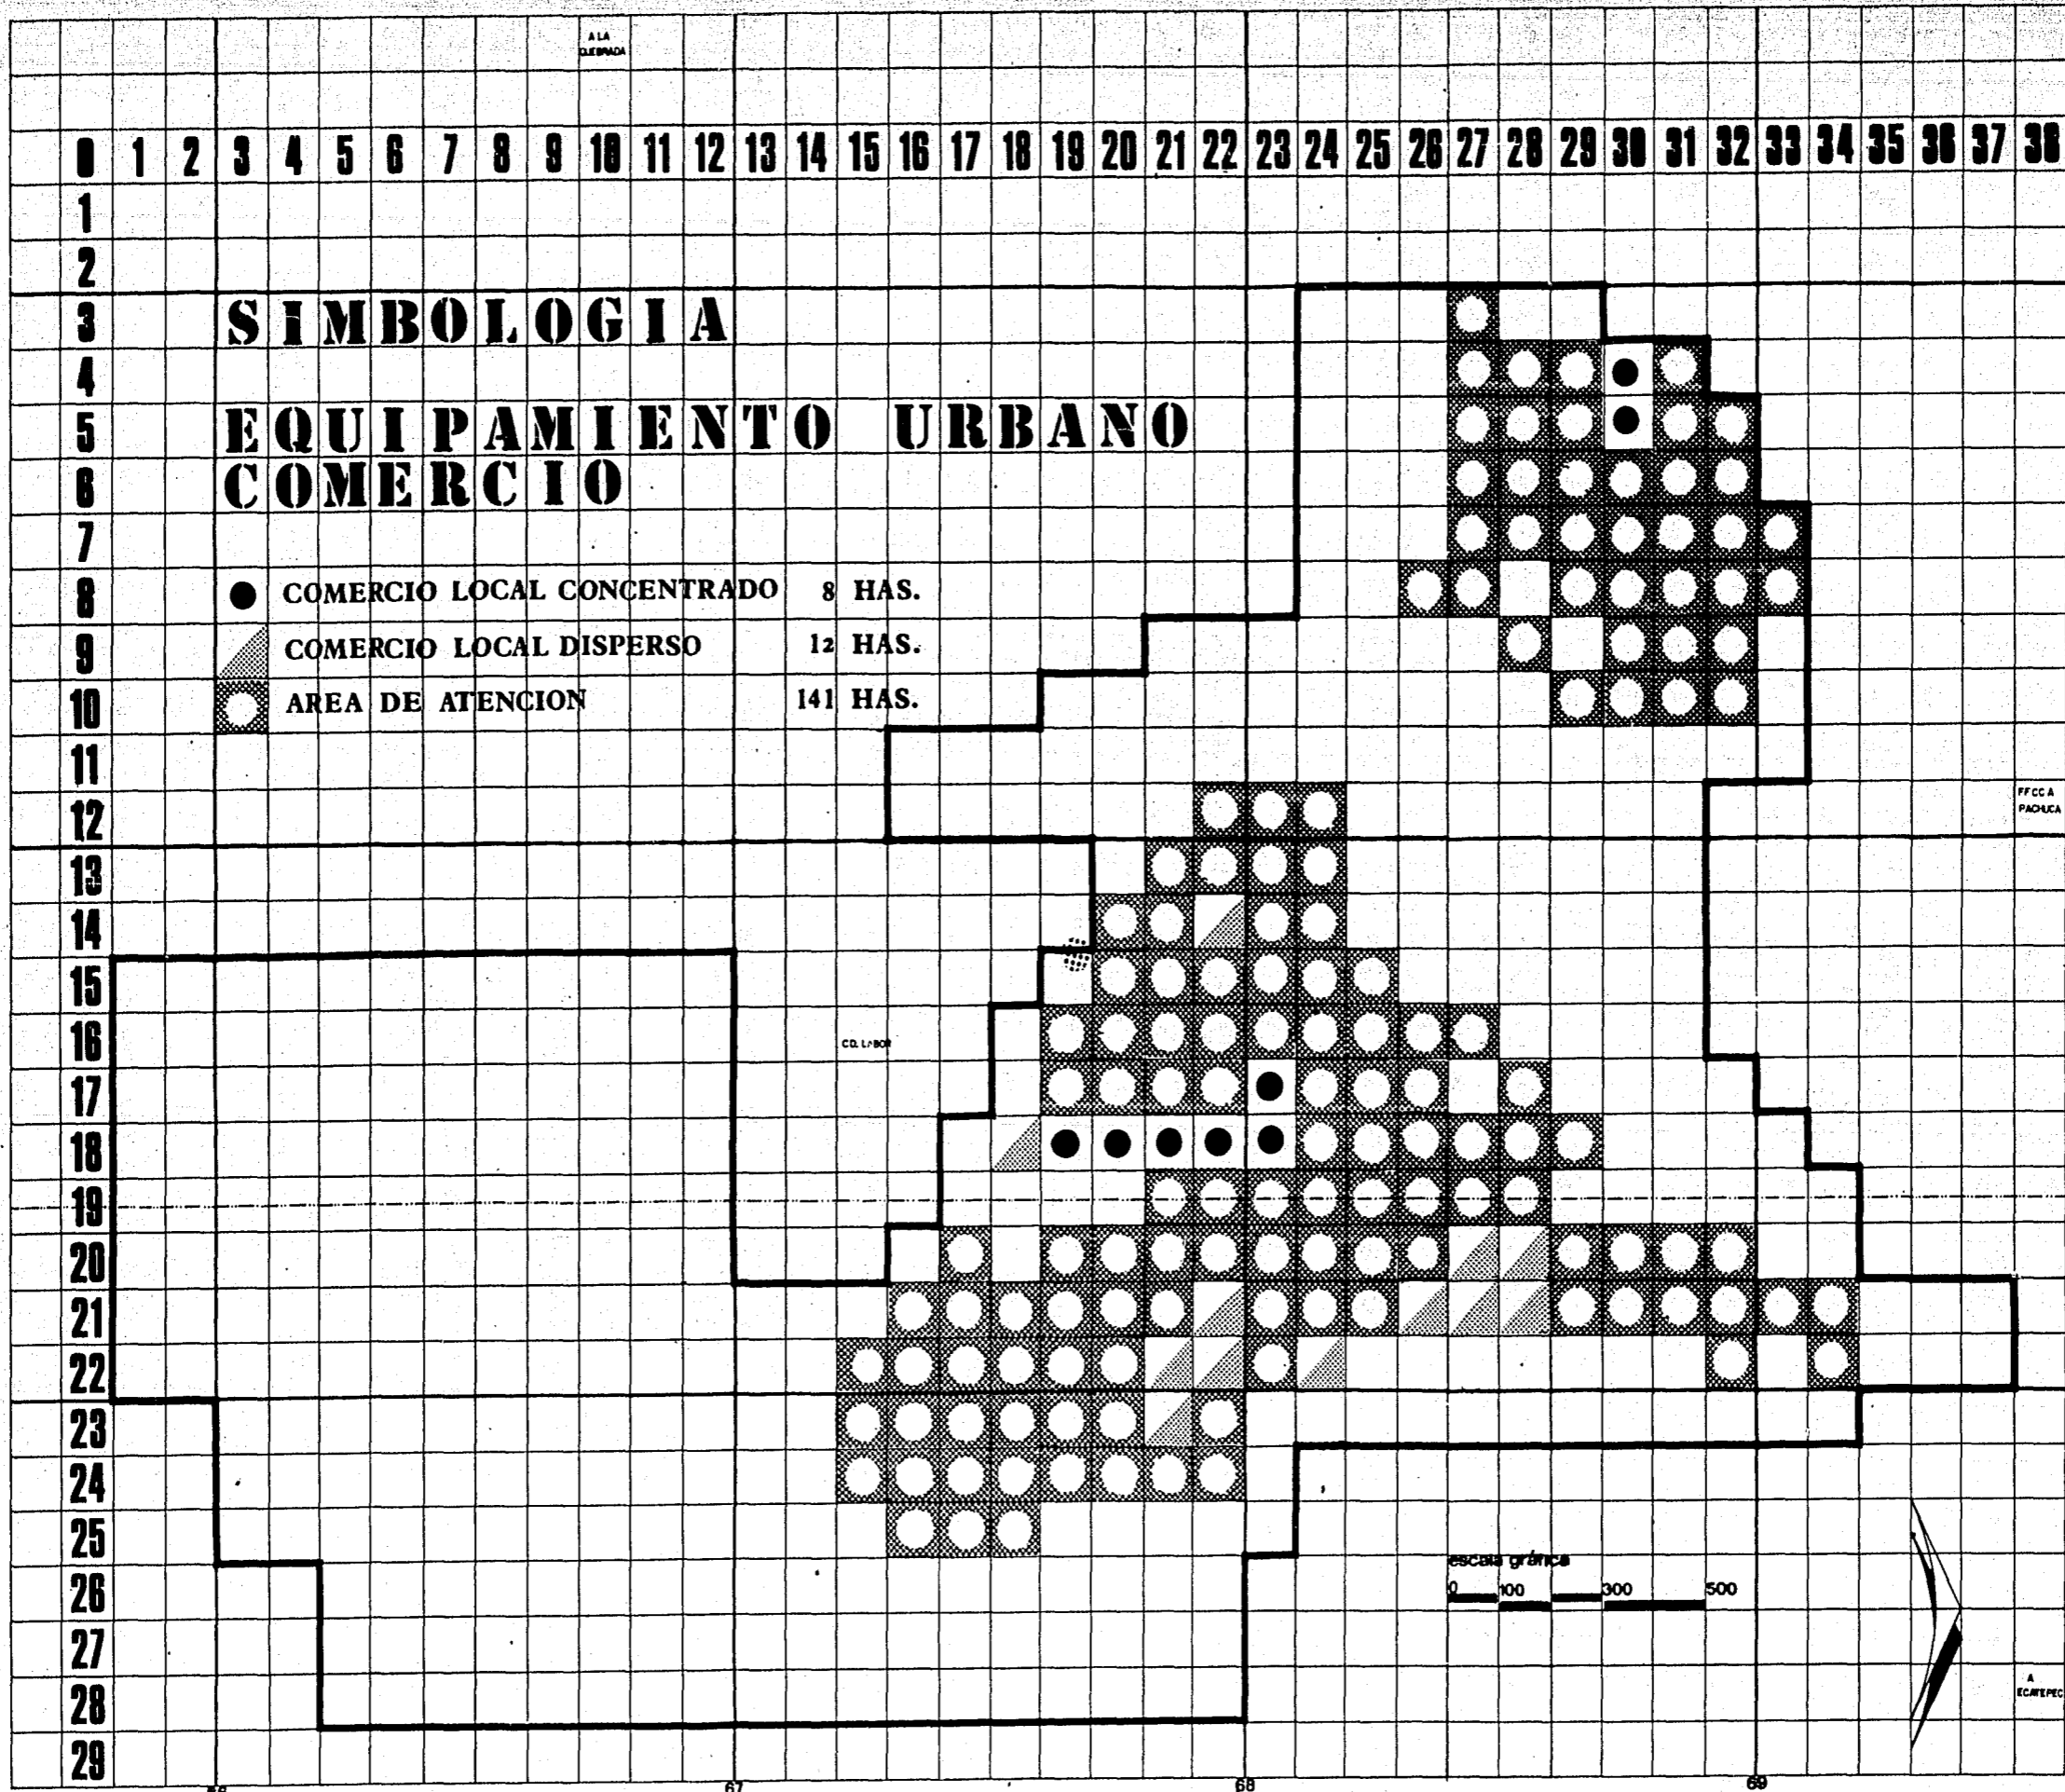 A LA
QUEBRADA
0 1 2 3 4 5 6 7 8 9 10 11 12 13 14 15 16 17 18 19 20 21 22 23 24 25 26 27 28 29 30 31 32 33 34 35 36 37 38
1
2
3 SIMBOLOGIA
4
5 EQUIPAMIENTO URBANO
6 COMERCIO
7
8 COMERCIO LOCAL CONCENTRADO 8 HAS.
9 COMERCIO LOCAL DISPERSO 12 HAS.
10 AREA DE ATENCION 141 HAS.
11
12
FF CC A
PACHUCA
13
14
15
16
CD. LABOR
17
18
19
20
21
22
23
24
25
escala gráfica
26
0 100 300 500
27
28
A
ECATEPEC
29
66 67 68 69